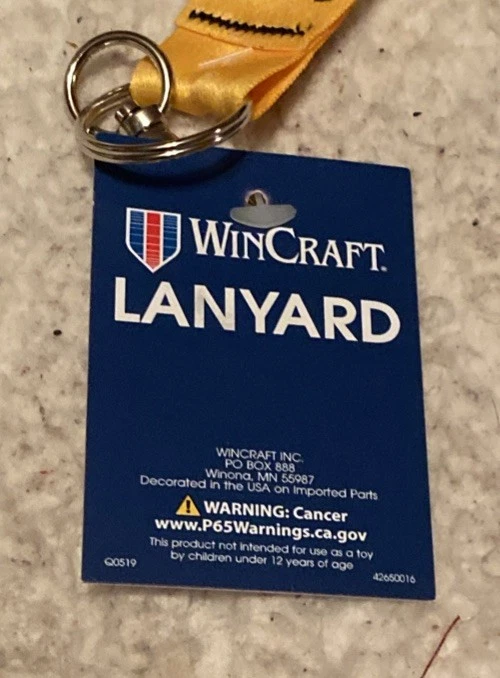 WINCRAFT.
LANYARD
WINCRAFT INC.
PO BOX 888
Winona, MN 55987
Decorated in the USA on Imported Parts
WARNING: Cancer
www.P65Warnings.ca.gov
This product not intended for use as a toy
by children under 12 years of age
Q0519
42650016